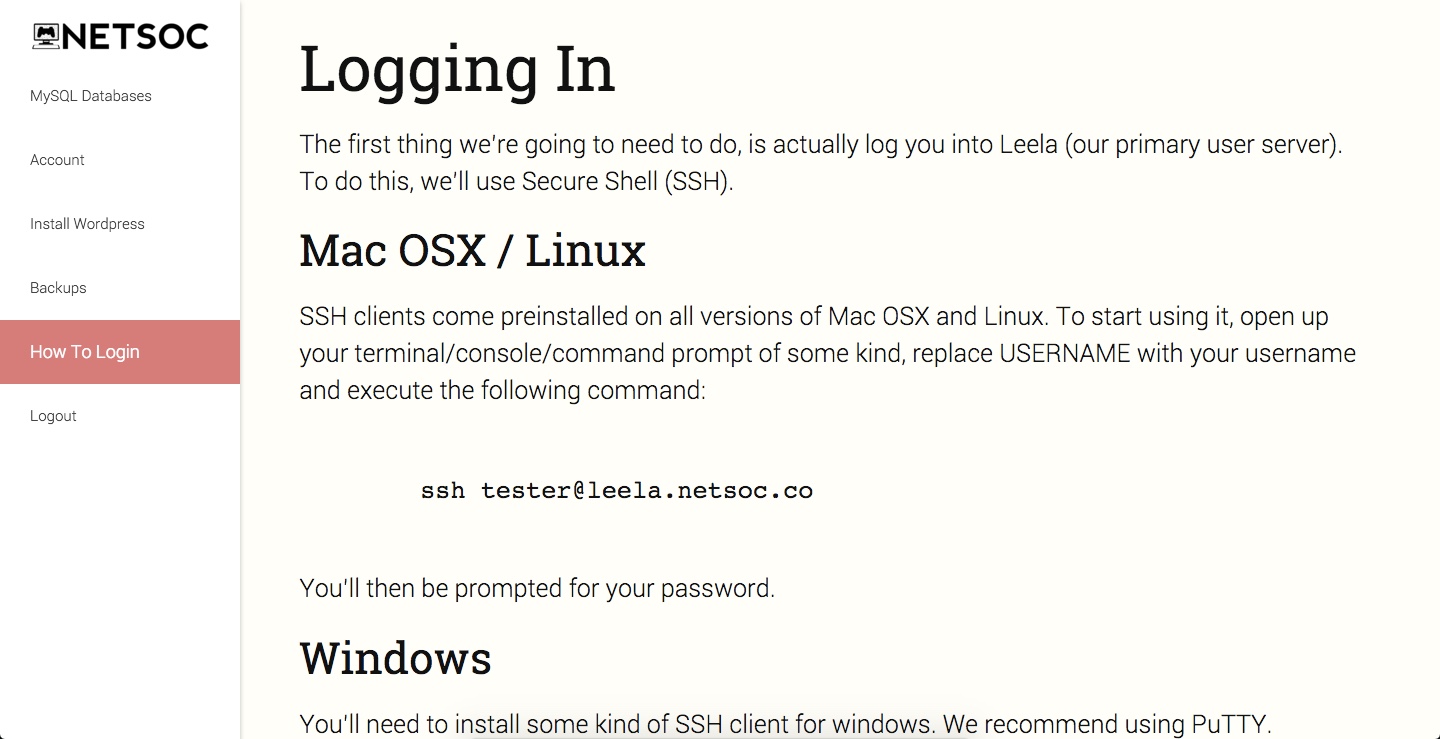 NETSOC
MySQL Databases
Account
Install Wordpress
Backups
How To Login
Logout
Logging In
The first thing we're going to need to do, is actually log you into Leela (our primary user server).
To do this, we'll use Secure Shell (SSH).
Mac OSX / Linux
SSH clients come preinstalled on all versions of Mac OSX and Linux. To start using it, open up
your terminal/console/command prompt of some kind, replace USERNAME with your username
and execute the following command:
ssh tester@leela.netsoc.co
You'll then be prompted for your password.
Windows
You'll need to install some kind of SSH client for windows. We recommend using PuTTY.